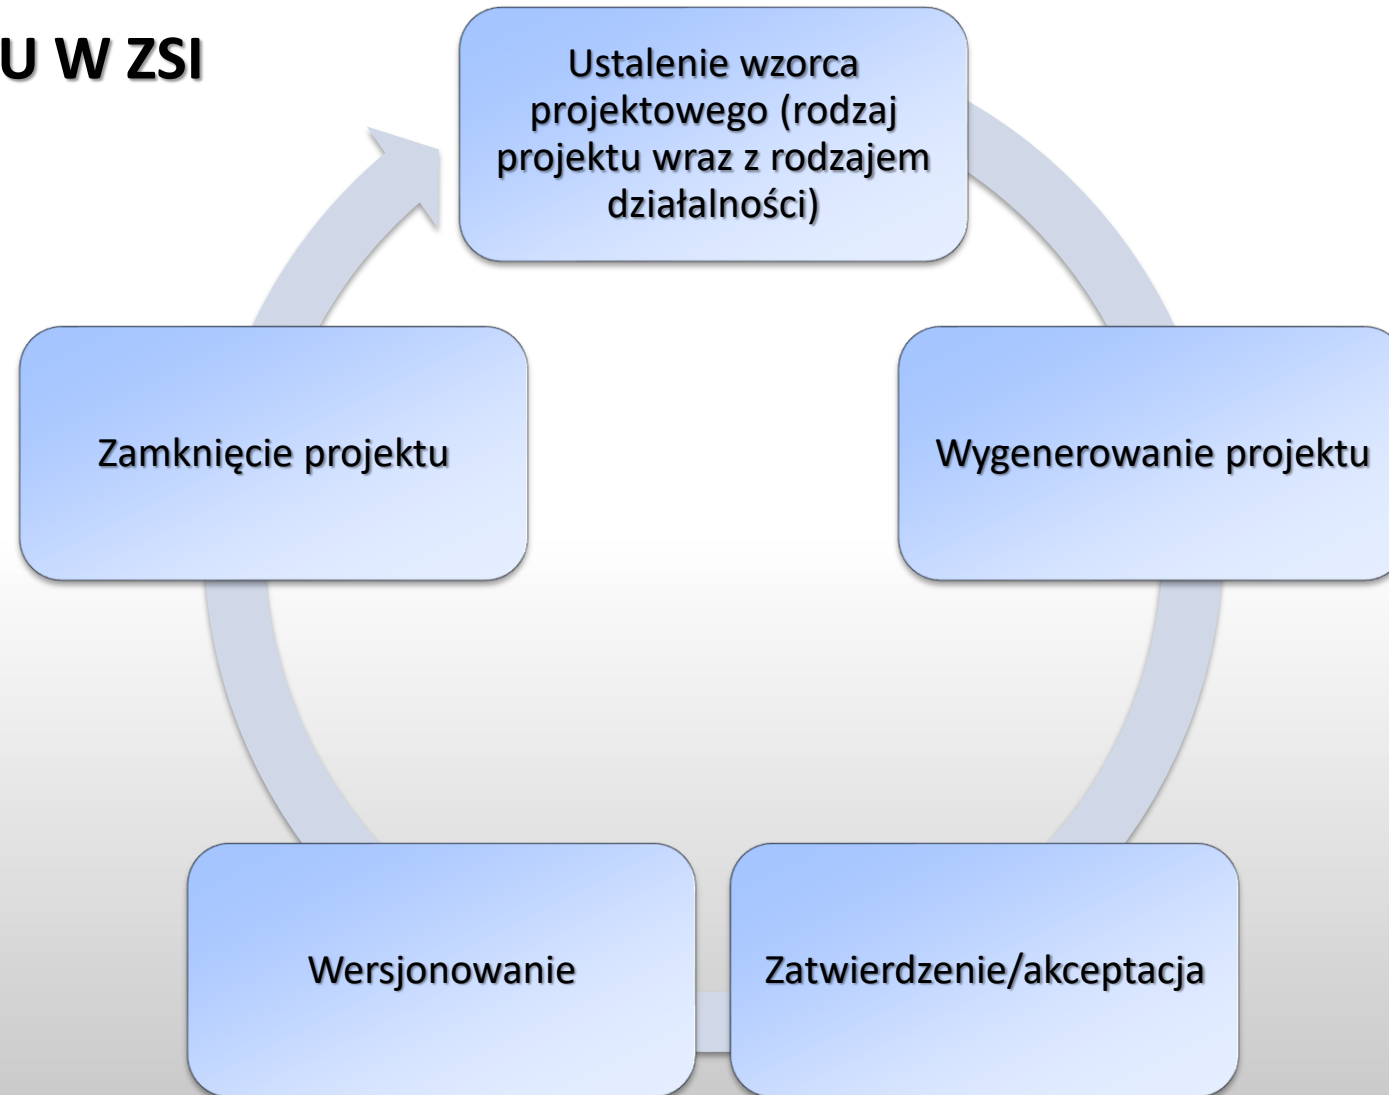 U W ZSI
Ustalenie wzorca
projektowego (rodzaj
projektu wraz z rodzajem
działalności)
Zamknięcie projektu
Wygenerowanie projektu
Wersjonowanie
Zatwierdzenie/akceptacja